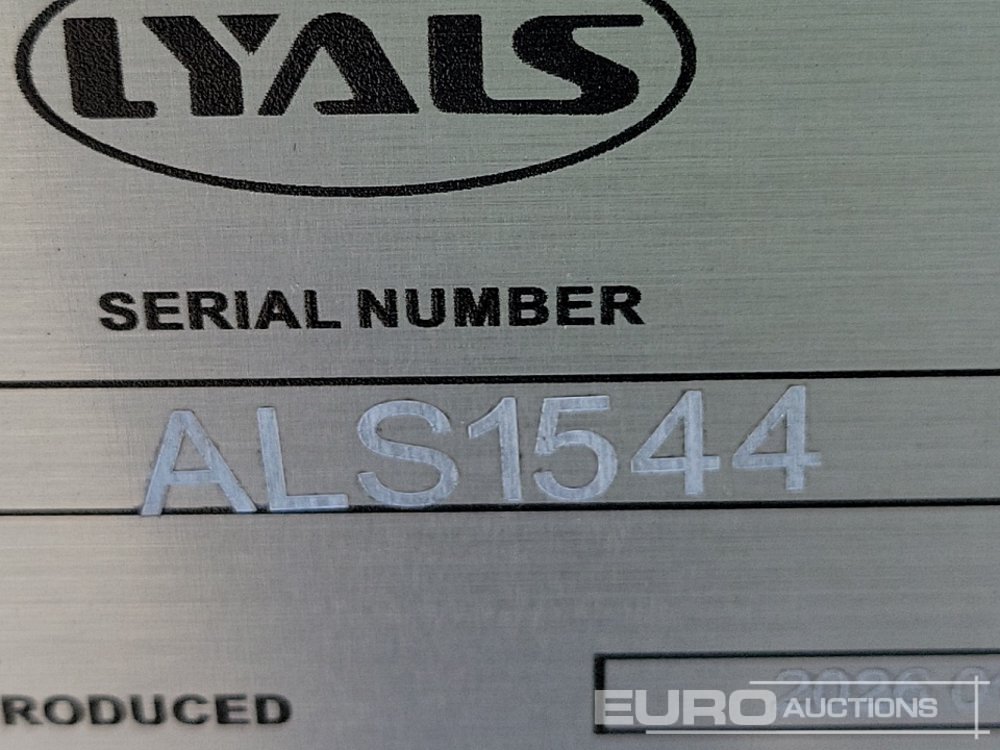 LYALS
SERIAL NUMBER
ALS1544
RODUCED
EURO AUCTIONS